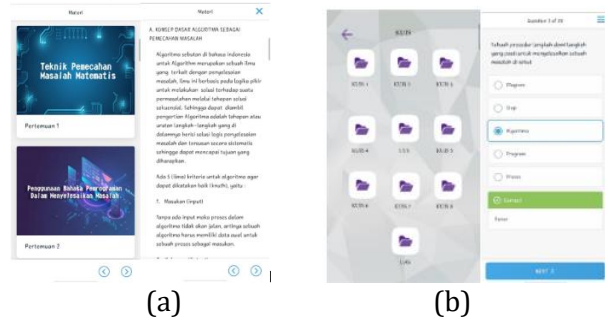 Materi
Teknik Pemecahan
Masalah Matematis
Pertemuan 1
Penggunaan Bahasa Pemrograman
Dalam Menyelesaikan Masalah
Pertemuan 2
Materi
A. KONSEP DASAR ALGORITMA SEBAGAI
PEMECAHAN MASALAH
Algoritma sebutan di bahasa indonesia
untuk Algorithm merupakan sebuah ilmu
yang terkait dengan penyelesaian
masalah, ilmu ini berbasis pada logika pikir
untuk melakukan solusi terhadap suatu
permasalahan melalui tahapan solusi
sekuensial. Sehingga dapat diambil
pengertian Algoritma adalah tahapan atau
urutan langkah-langkah yang di
dalamnya berisi solusi logis penyelesaian
masalah dan tersusun secara sistematis
sehingga dapat mencapai tujuan yang
diharapkan.
Ada 5 (lima) kriteria untuk algoritma agar
dapat dikatakan baik (Knuth), yaitu
1. Masukan (input)
Tanpa ada input maka proses dalam
algoritma tidak akan jalan, artinya sebuah
algoritma harus memiliki data awal untuk
sebuah proses sebagai masukan.
(a)
KUIS
KUIS 1
KUIS 2
KUIS 3
KUIS 4
UTS
KUIS 5
KUIS 6
KUIS 7
UAS
Question 1 of 10
Sebuah prosedur langkah demi langkah
yang pasti untuk menyelesaikan sebuah
masalah di sebut
Algoritma
Program
Proses
Correct
NEXT
(b)